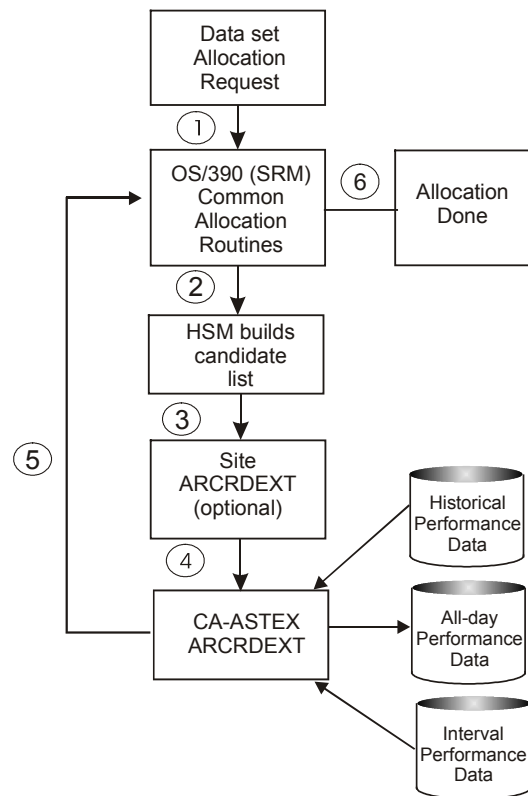 Data set
Allocation
Request
1
OS/390 (SRM)
Common
Allocation
Routines
6
Allocation
Done
2
HSM builds
candidate
list
3
5
Site
ARCRDEXT
(optional)
Historical
Performance
Data
4
CA-ASTEX
ARCRDEXT
All-day
Performance
Data
Interval
Performance
Data